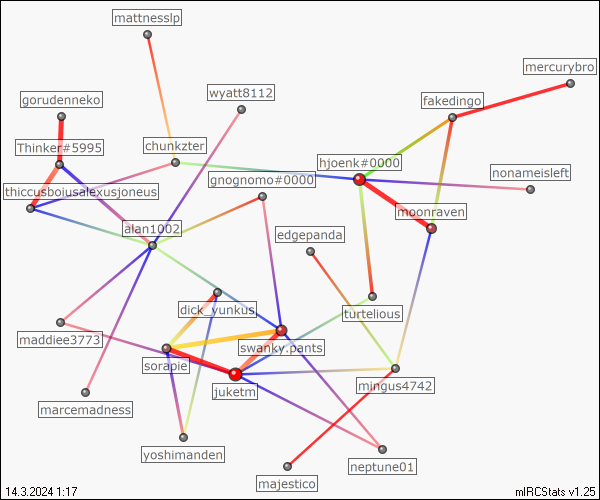 mattnesslp
mercurybro
gorudenneko
wyatt8112
fakedingo
Thinker#5995
chunkzter
hjoenk#0000
nonameisleft
thiccusboiusalexusjoneus
gnognomo#0000
moonraven
alan1002
edgepanda
dick_yunkus
turtelious
maddiee3773
swanky.pants
sorapie
mingus4742
juketm
marcemadness
yoshimanden
neptune01
majestico
14.3.2024 1:17
mIRCStats v1.25